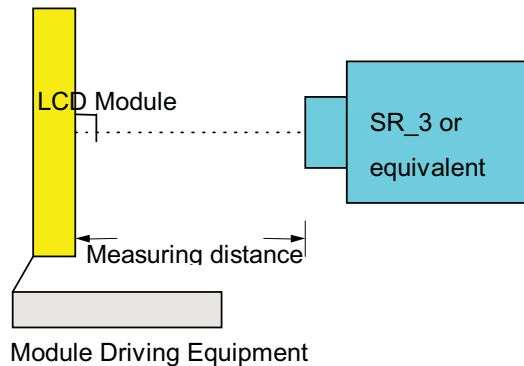 LCD Module
SR_3 or
equivalent
Measuring distance
Module Driving Equipment